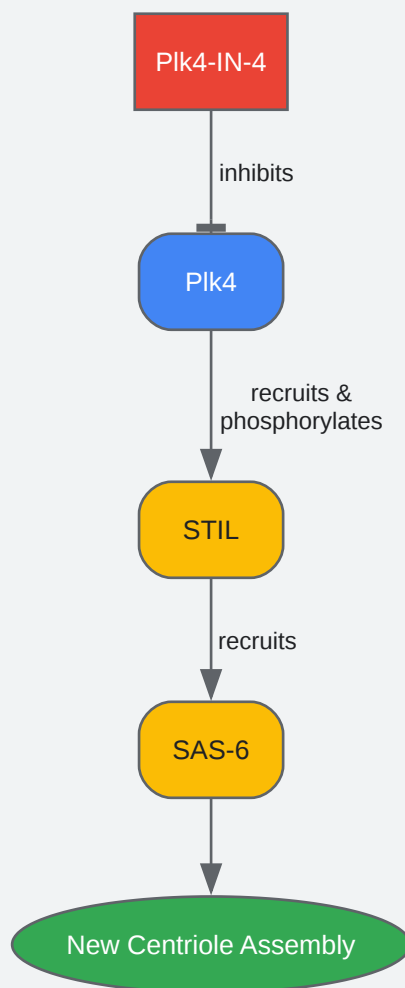 Plk4-IN-4
inhibits
Plk4
recruits &
phosphorylates
STIL
recruits
SAS-6
New Centriole Assembly